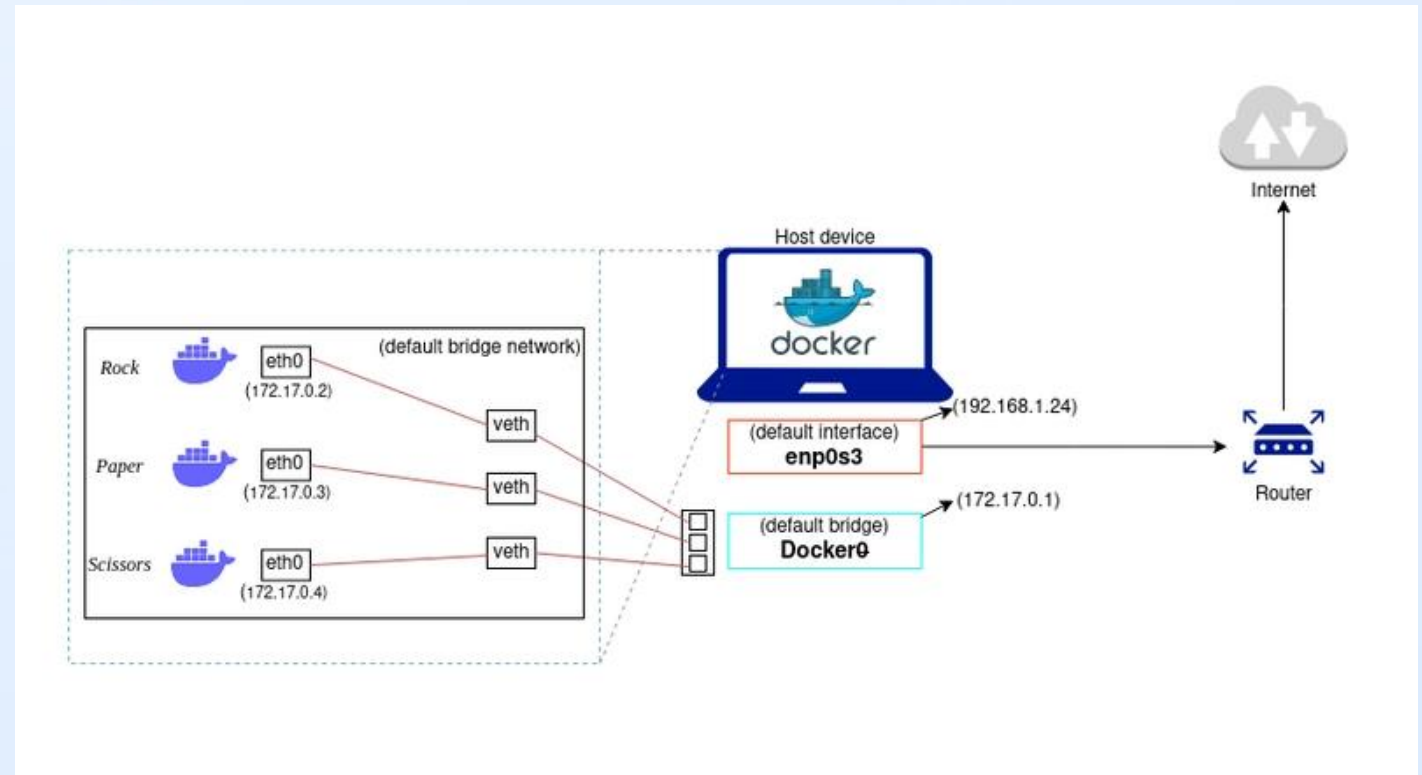 Internet
Host device
docker
Rock
eth0
(default bridge network)
(172.17.0.2)
veth
(192.168.1.24)
(default interface)
enp0s3
Paper
eth0
(172.17.0.3)
veth
Router
(172.17.0.1)
(default bridge)
Docker0
Scissors
eth0
veth
(172.17.0.4)